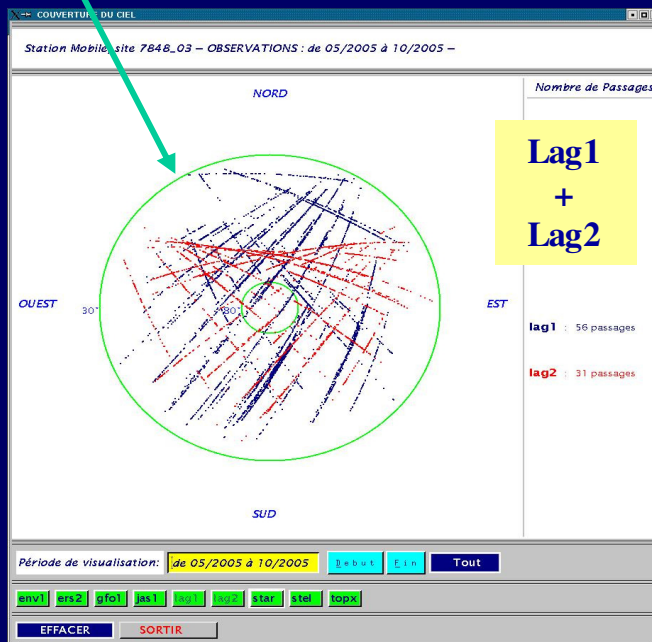 COUVERTURE DU CIEL
Station Mobile, site 7848_03 – OBSERVATIONS : de 05/2005 à 10/2005 –
Nombre de Passages
NORD
Lag1
+
Lag2
OUEST
30°
80°
EST
lag1 : 56 passages
lag2 : 31 passages
SUD
Période de visualisation: de 05/2005 à 10/2005 Debut Fin Tout
env1 ers2 gfo1 jas1 lag1 lag2 star stel topx
EFFACER SORTIR